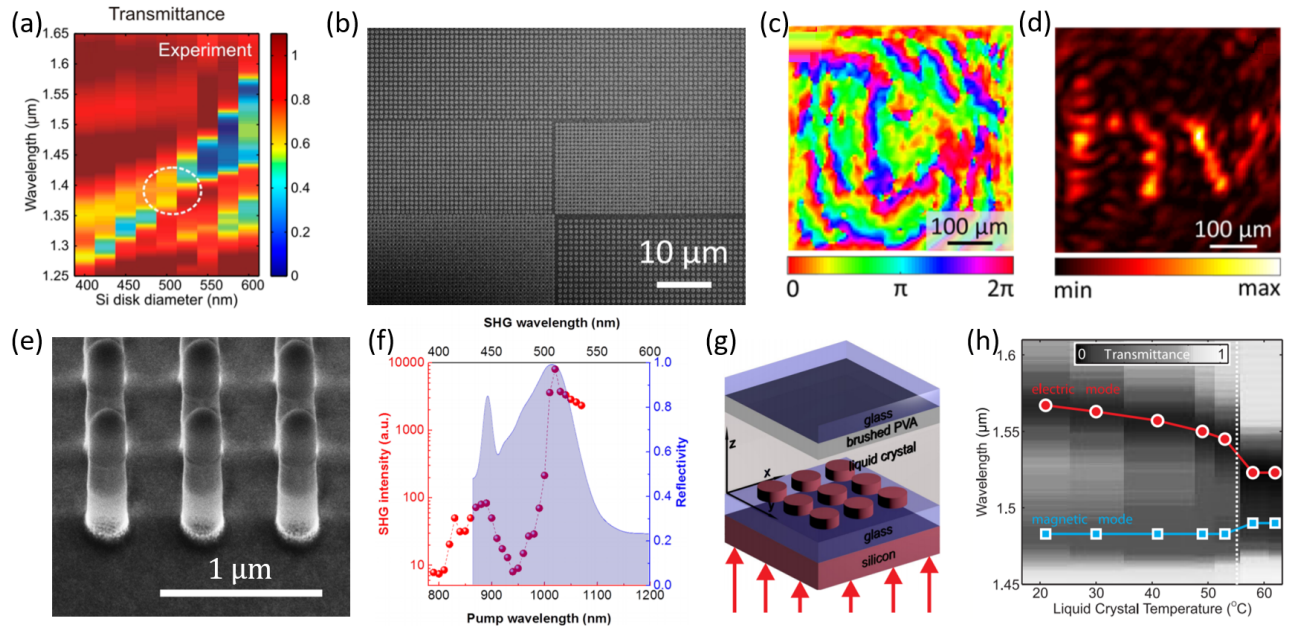 (a)
Transmittance
Experiment
Wavelength (μm)
1.65
1.6
1.55
1.5
1.45
1.4
1.35
1.3
1.25
400 450 500 550 600
Si disk diameter (nm)
1
0.8
0.6
0.4
0.2
0
(b)
10 μm
(c)
100 μm
0 π 2π
(d)
100 μm
min max
(e)
1 μm
(f)
SHG wavelength (nm)
400 450 500 550 600
SHG intensity (a.u.)
10000
1000
100
10
1.0
0.8
0.6
0.4
0.2
0.0
Reflectivity
800 900 1000 1100 1200
Pump wavelength (nm)
(g)
glass
brushed PVA
liquid crystal
z
x
y
glass
silicon
(h)
0 Transmittance 1
electric mode
magnetic mode
Wavelength (μm)
1.6
1.55
1.5
1.45
20 30 40 50 60
Liquid Crystal Temperature (°C)